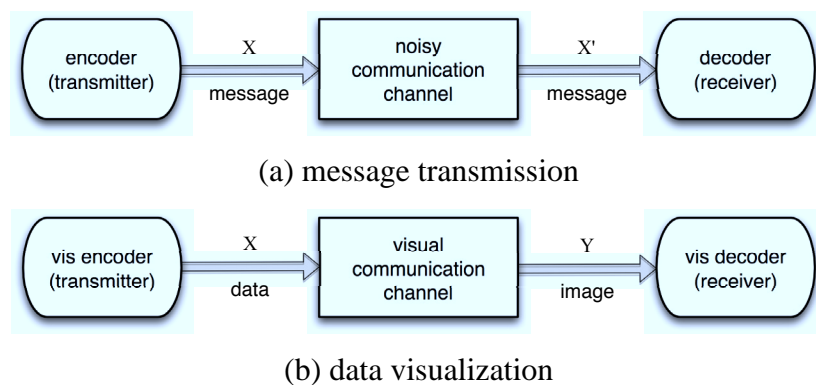 encoder
(transmitter)
X
message
noisy
communication
channel
X'
message
decoder
(receiver)
(a) message transmission
vis encoder
(transmitter)
X
data
visual
communication
channel
Y
image
vis decoder
(receiver)
(b) data visualization